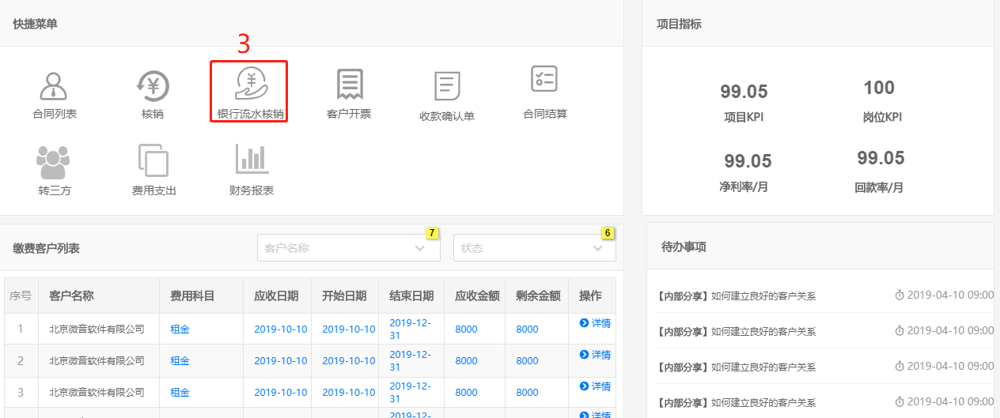 快捷菜单
3
合同列表 核销 银行流水核销 客户开票 收款确认单 合同结算
转三方 费用支出 财务报表
项目指标
99.05 100
项目KPI 岗位KPI
99.05 99.05
净利率/月 回款率/月
缴费客户列表 客户名称 7 状态 6
序号 客户名称 费用科目 应收日期 开始日期 结束日期 应收金额 剩余金额 操作
1 北京微音软件有限公司 租金 2019-10-10 2019-10-10 2019-12-31 8000 8000 详情
2 北京微音软件有限公司 租金 2019-10-10 2019-10-10 2019-12-31 8000 8000 详情
3 北京微音软件有限公司 租金 2019-10-10 2019-10-10 2019-12-31 8000 8000 详情
2019-12- 详情
待办事项
【内部分享】如何建立良好的客户关系 2019-04-10 09:00
【内部分享】如何建立良好的客户关系 2019-04-10 09:00
【内部分享】如何建立良好的客户关系 2019-04-10 09:00
【内部分享】如何建立良好的客户关系 2019-04-10 09:00